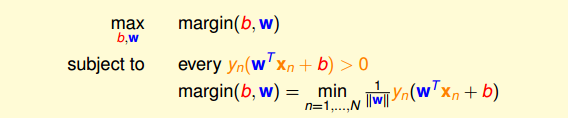 max margin(b, w)
b,w
subject to every yₙ(wᵀxₙ + b) > 0
margin(b, w) = min 1/‖w‖ yₙ(wᵀxₙ + b)
n=1,...,N